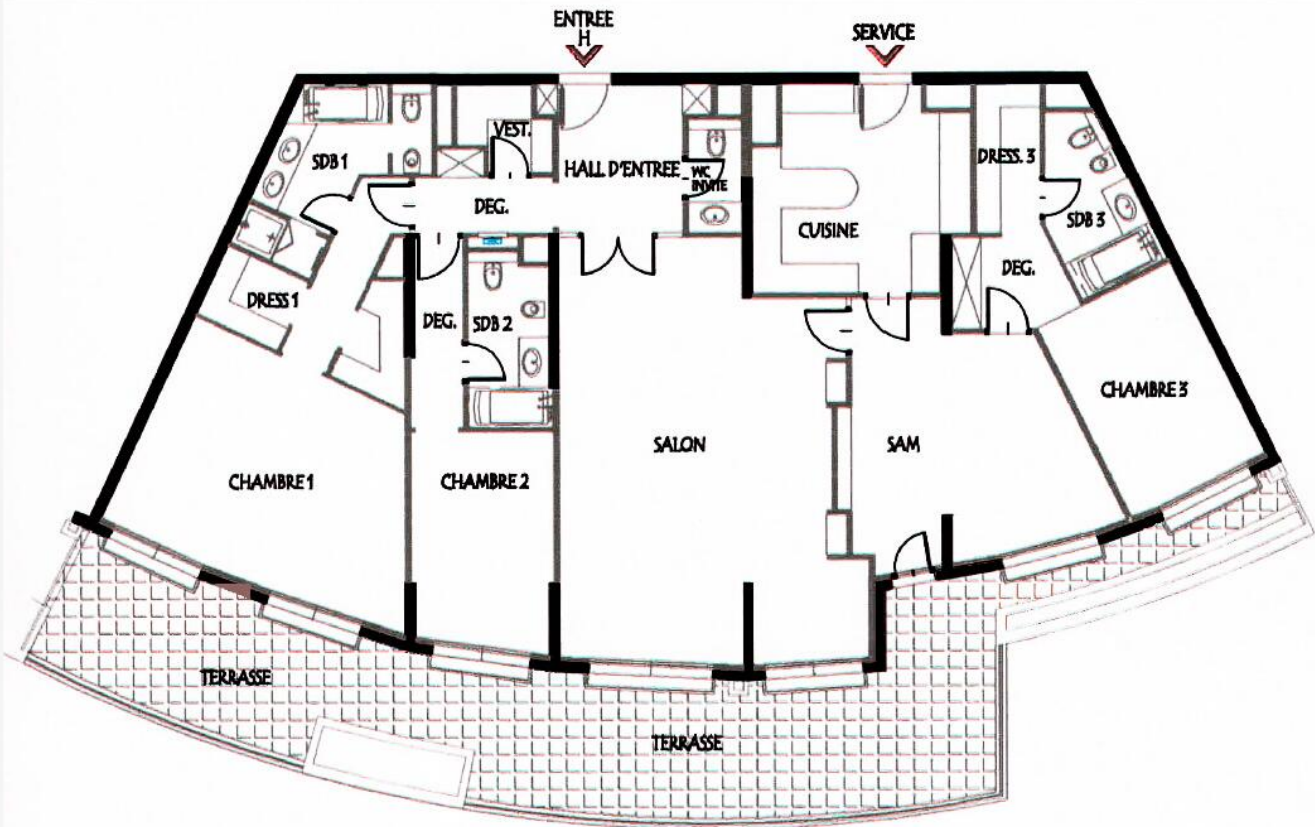 ENTREE
H
SERVICE
VEST.
SDB 1
HALL D'ENTREE
WC
INVITE
DRESS. 3
DEG.
CUISINE
SDB 3
DEG.
DRESS 1
DEG.
SDB 2
CHAMBRE 3
SALON
SAM
CHAMBRE 1
CHAMBRE 2
TERRASSE
TERRASSE